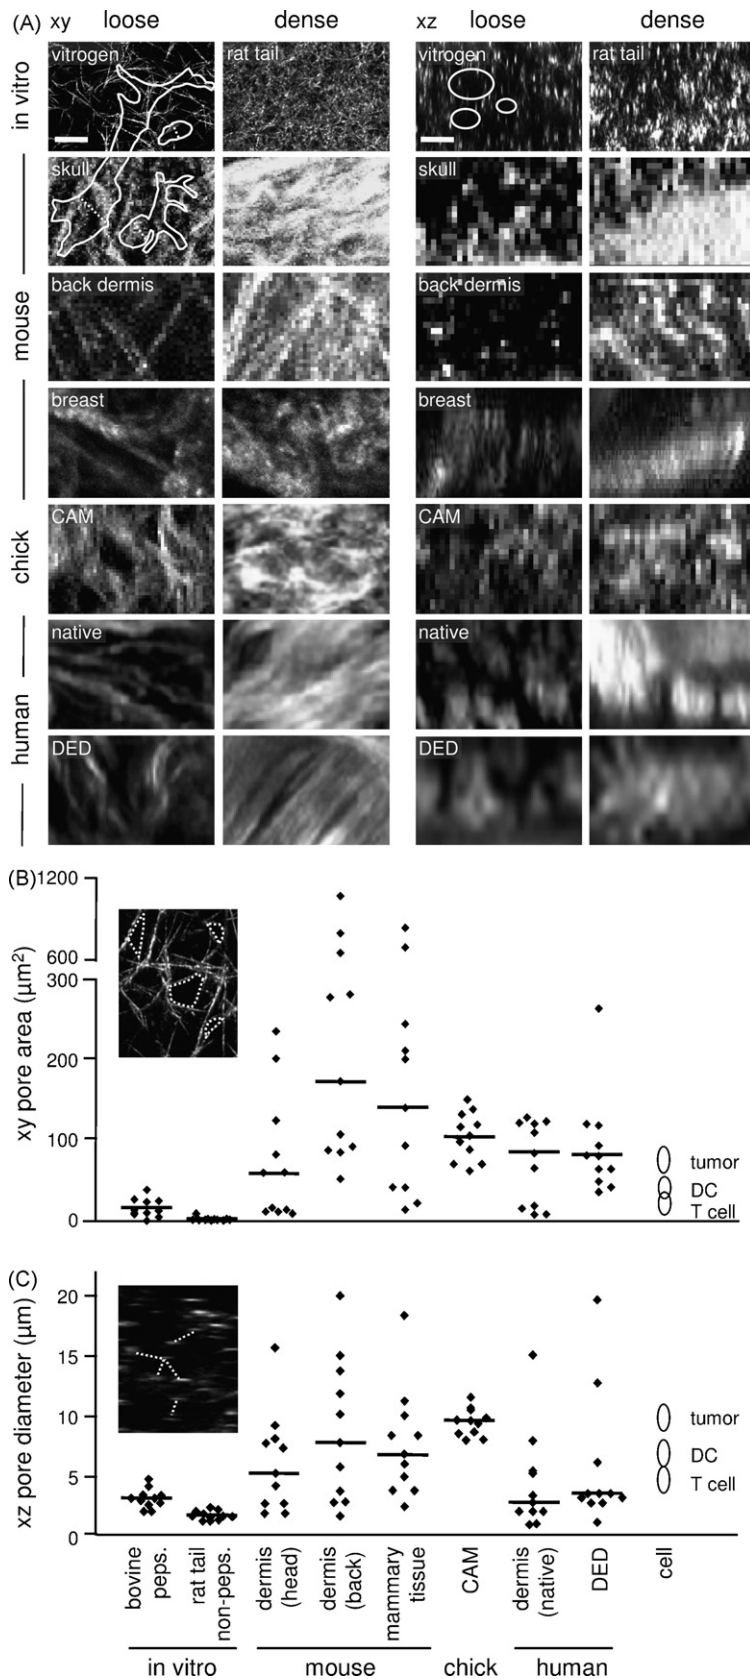 (A) xy loose dense xz loose dense
in vitro
vitrogen rat tail vitrogen rat tail
mouse
skull skull
back dermis back dermis
breast breast
chick
CAM CAM
human
native native
DED DED
(B)
xy pore area (µm²)
1200
600
300
200
100
0
tumor
DC
T cell
(C)
xz pore diameter (µm)
20
15
10
5
0
tumor
DC
T cell
bovine peps.
rat tail non-peps.
dermis (head)
dermis (back)
mammary tissue
CAM
dermis (native)
DED
cell
in vitro mouse chick human